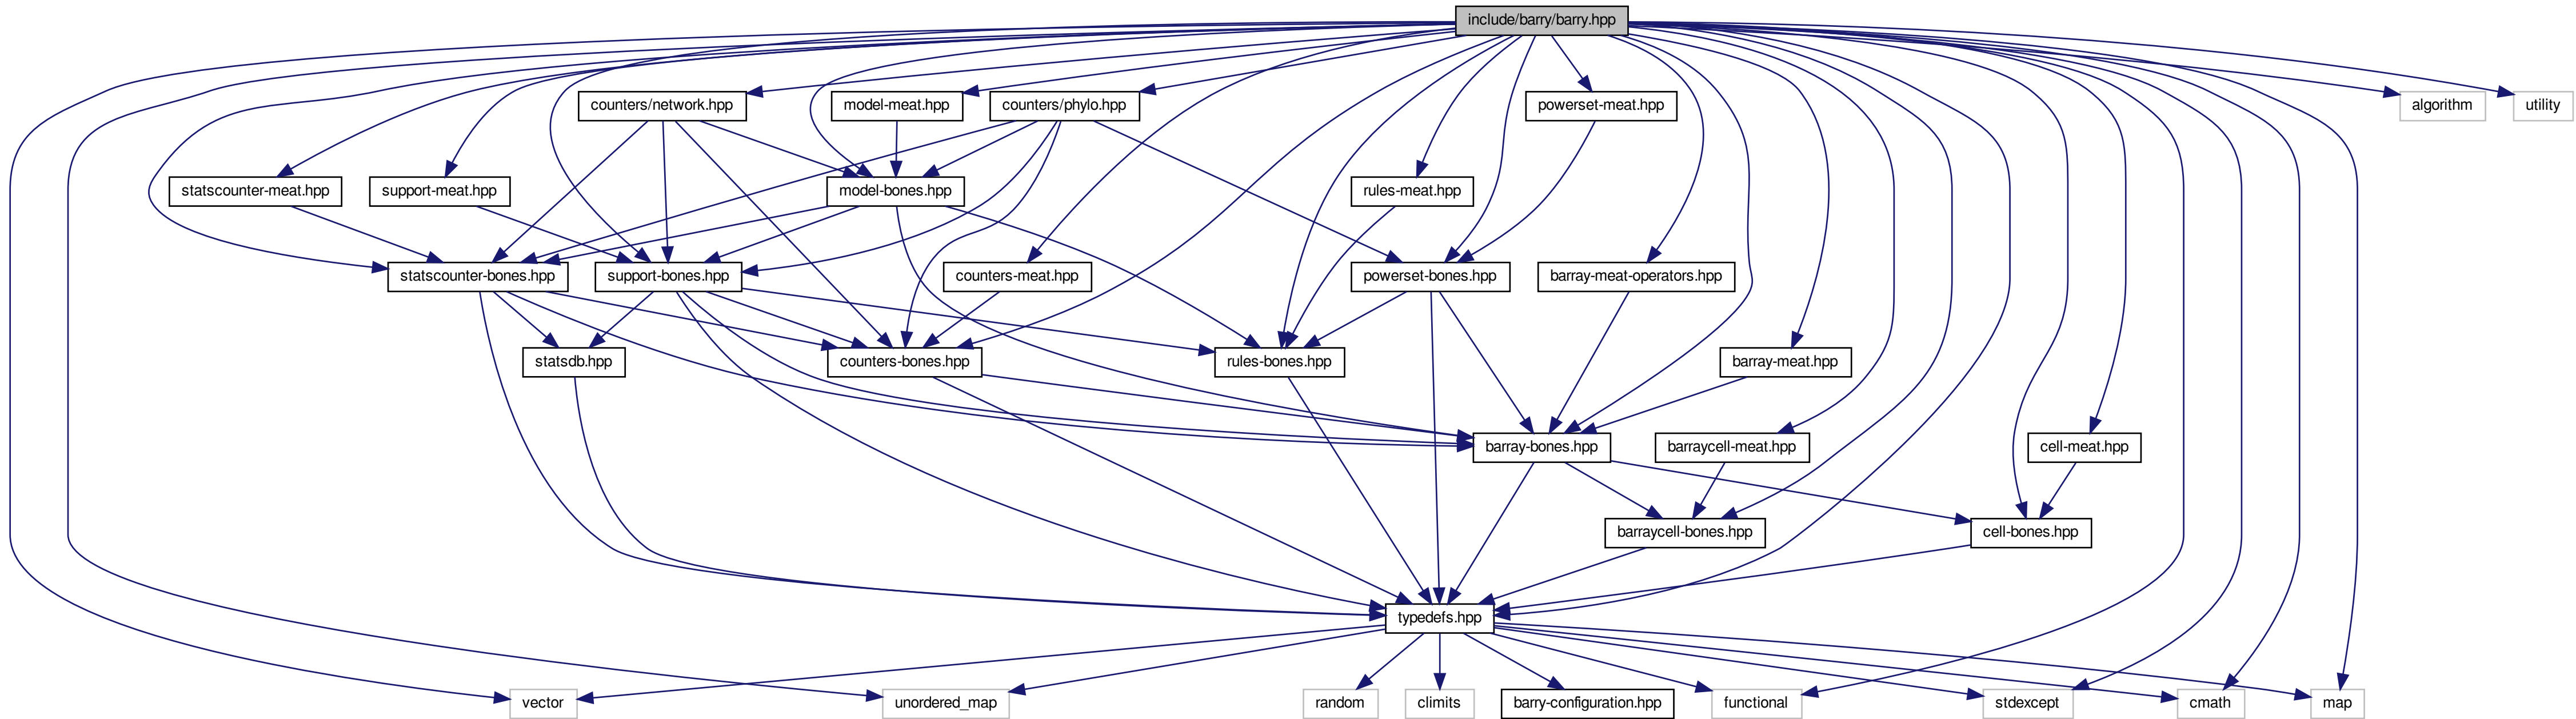 include/barry/barry.hpp
counters/network.hpp
model-meat.hpp
counters/phylo.hpp
powerset-meat.hpp
algorithm
utility
statscounter-meat.hpp
support-meat.hpp
model-bones.hpp
rules-meat.hpp
statscounter-bones.hpp
support-bones.hpp
counters-meat.hpp
powerset-bones.hpp
barray-meat-operators.hpp
statsdb.hpp
counters-bones.hpp
rules-bones.hpp
barray-meat.hpp
barray-bones.hpp
barraycell-meat.hpp
cell-meat.hpp
barraycell-bones.hpp
cell-bones.hpp
typedefs.hpp
vector
unordered_map
random
climits
barry-configuration.hpp
functional
stdexcept
cmath
map